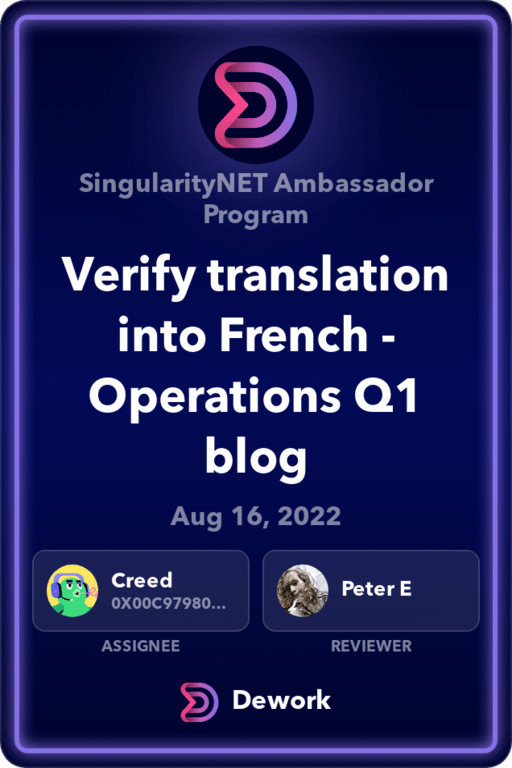 SingularityNET Ambassador
Program
Verify translation
into French -
Operations Q1
blog
Aug 16, 2022
Creed
0X00C97980...
Peter E
ASSIGNEE
REVIEWER
Dework